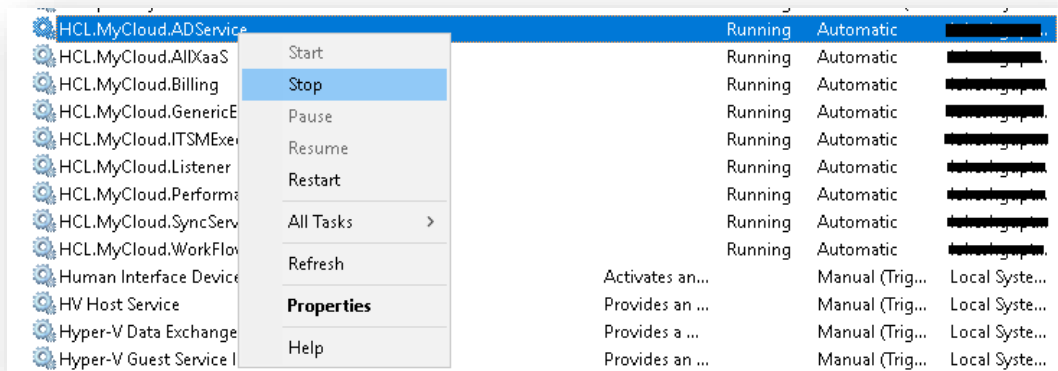 HCL.MyCloud.ADService Running Automatic
HCL.MyCloud.AllXaaS Running Automatic
HCL.MyCloud.Billing Running Automatic
HCL.MyCloud.GenericE Running Automatic
HCL.MyCloud.ITSMExe Running Automatic
HCL.MyCloud.Listener Running Automatic
HCL.MyCloud.Performa Running Automatic
HCL.MyCloud.SyncServ Running Automatic
HCL.MyCloud.WorkFlov Running Automatic
Human Interface Device Activates an... Manual (Trig... Local Syste...
HV Host Service Provides an ... Manual (Trig... Local Syste...
Hyper-V Data Exchange Provides a ... Manual (Trig... Local Syste...
Hyper-V Guest Service I Provides an ... Manual (Trig... Local Syste...
Start
Stop
Pause
Resume
Restart
All Tasks >
Refresh
Properties
Help